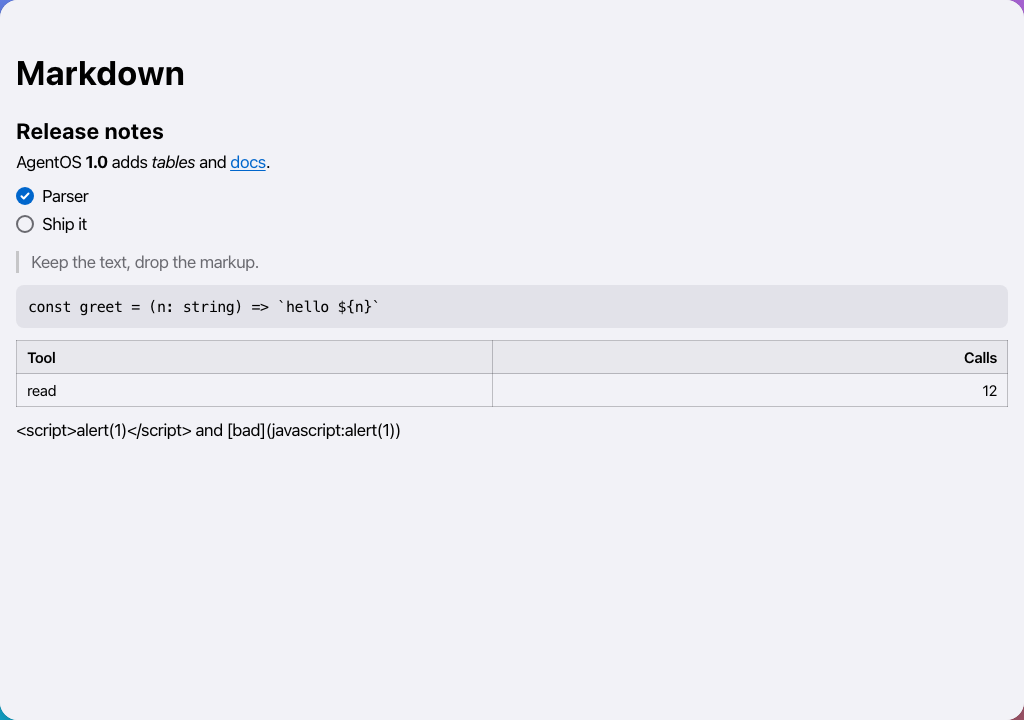 Markdown
Release notes
AgentOS 1.0 adds tables and docs.
Parser
Ship it
Keep the text, drop the markup.
const greet = (n: string) => `hello ${n}`
Tool Calls
read 12
<script>alert(1)</script> and [bad](javascript:alert(1))